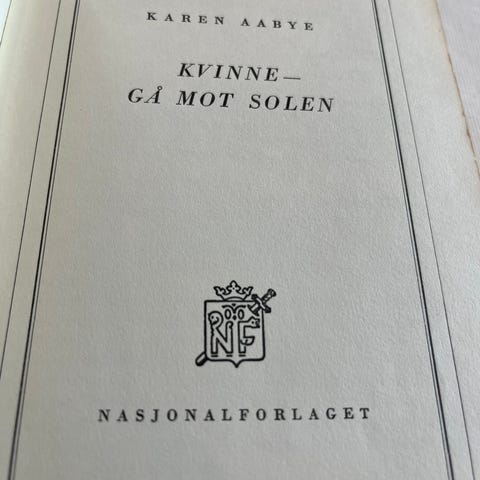 KAREN AABYE
KVINNE—
GÅ MOT SOLEN
NF
NASJONALFORLAGET